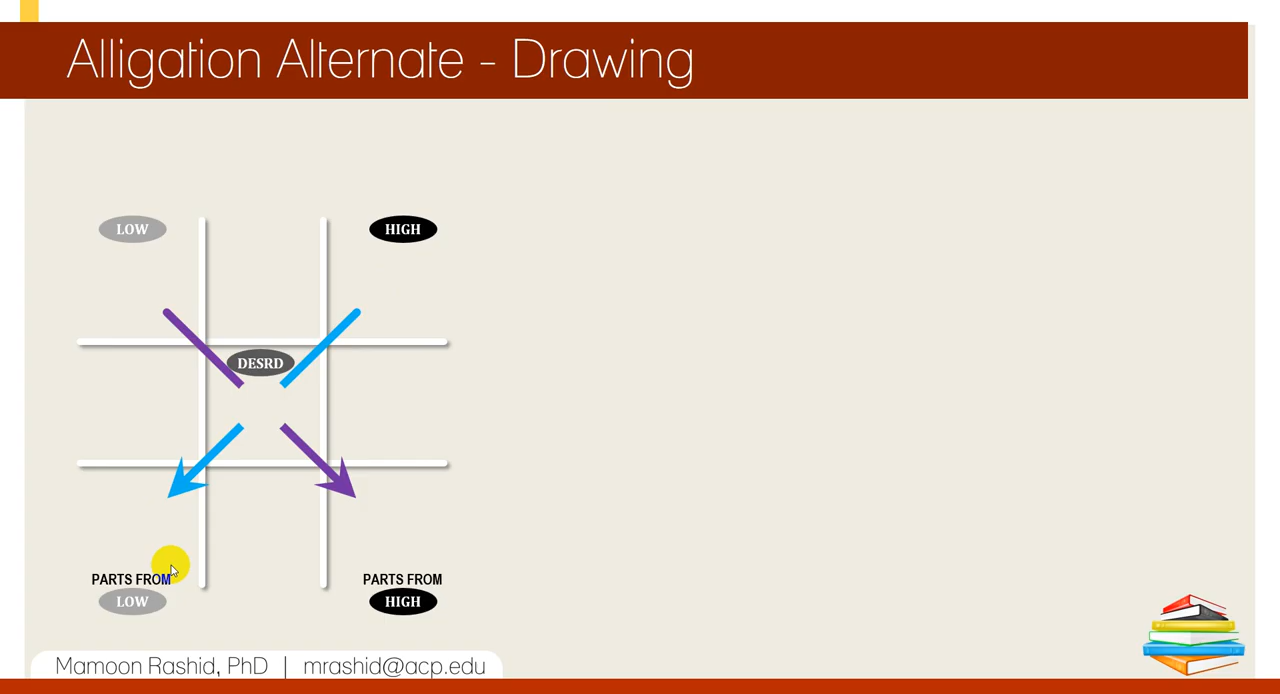 Alligation Alternate - Drawing
LOW
HIGH
DESRD
PARTS FROM
LOW
PARTS FROM
HIGH
Mamoon Rashid, PhD | mrashid@acp.edu